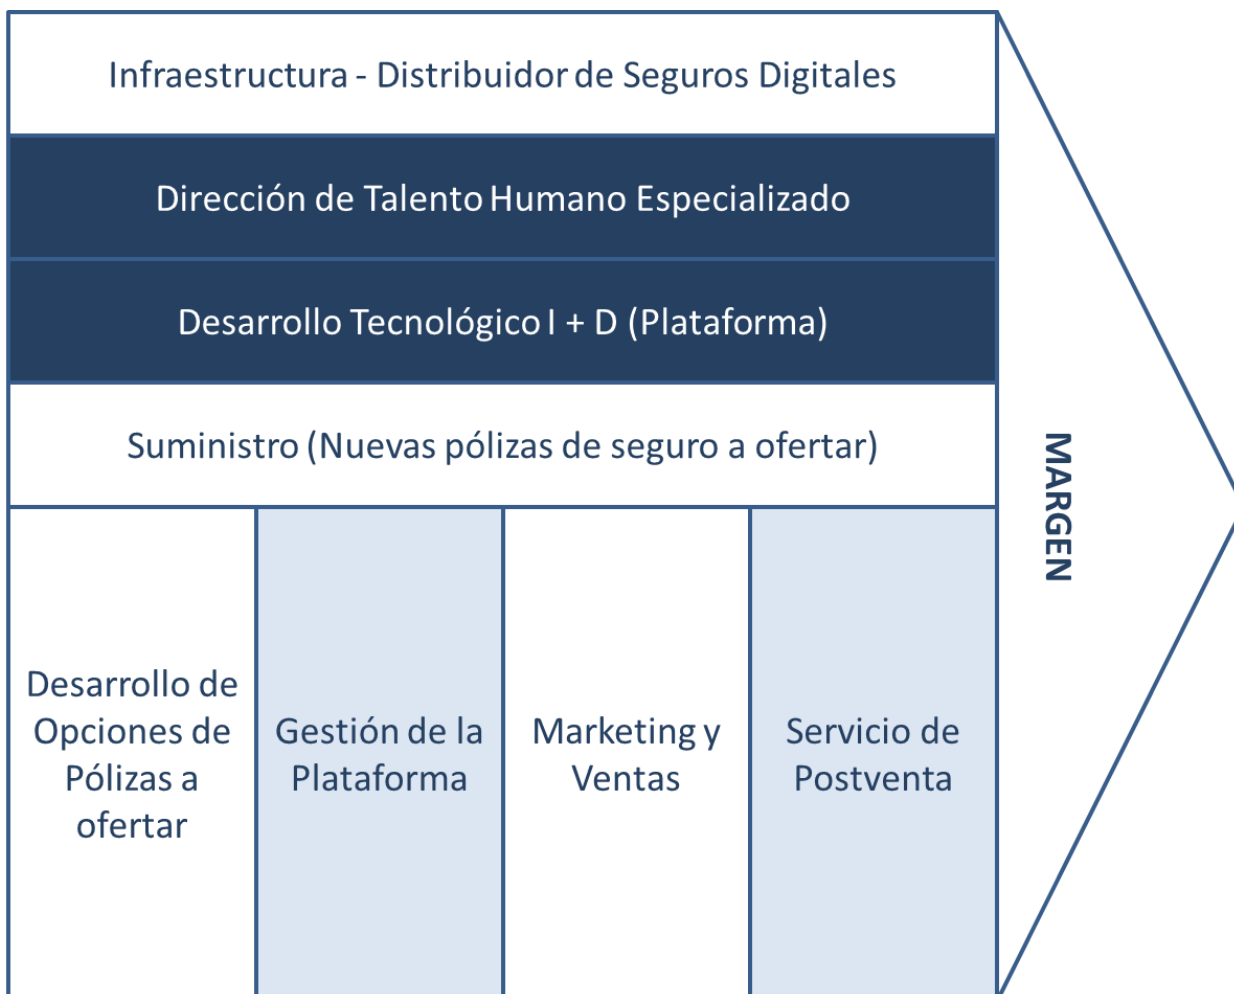 Infraestructura - Distribuidor de Seguros Digitales
Dirección de Talento Humano Especializado
Desarrollo Tecnológico I + D (Plataforma)
Suministro (Nuevas pólizas de seguro a ofertar)
Desarrollo de
Opciones de
Pólizas a
ofertar
Gestión de la
Plataforma
Marketing y
Ventas
Servicio de
Postventa
MARGEN